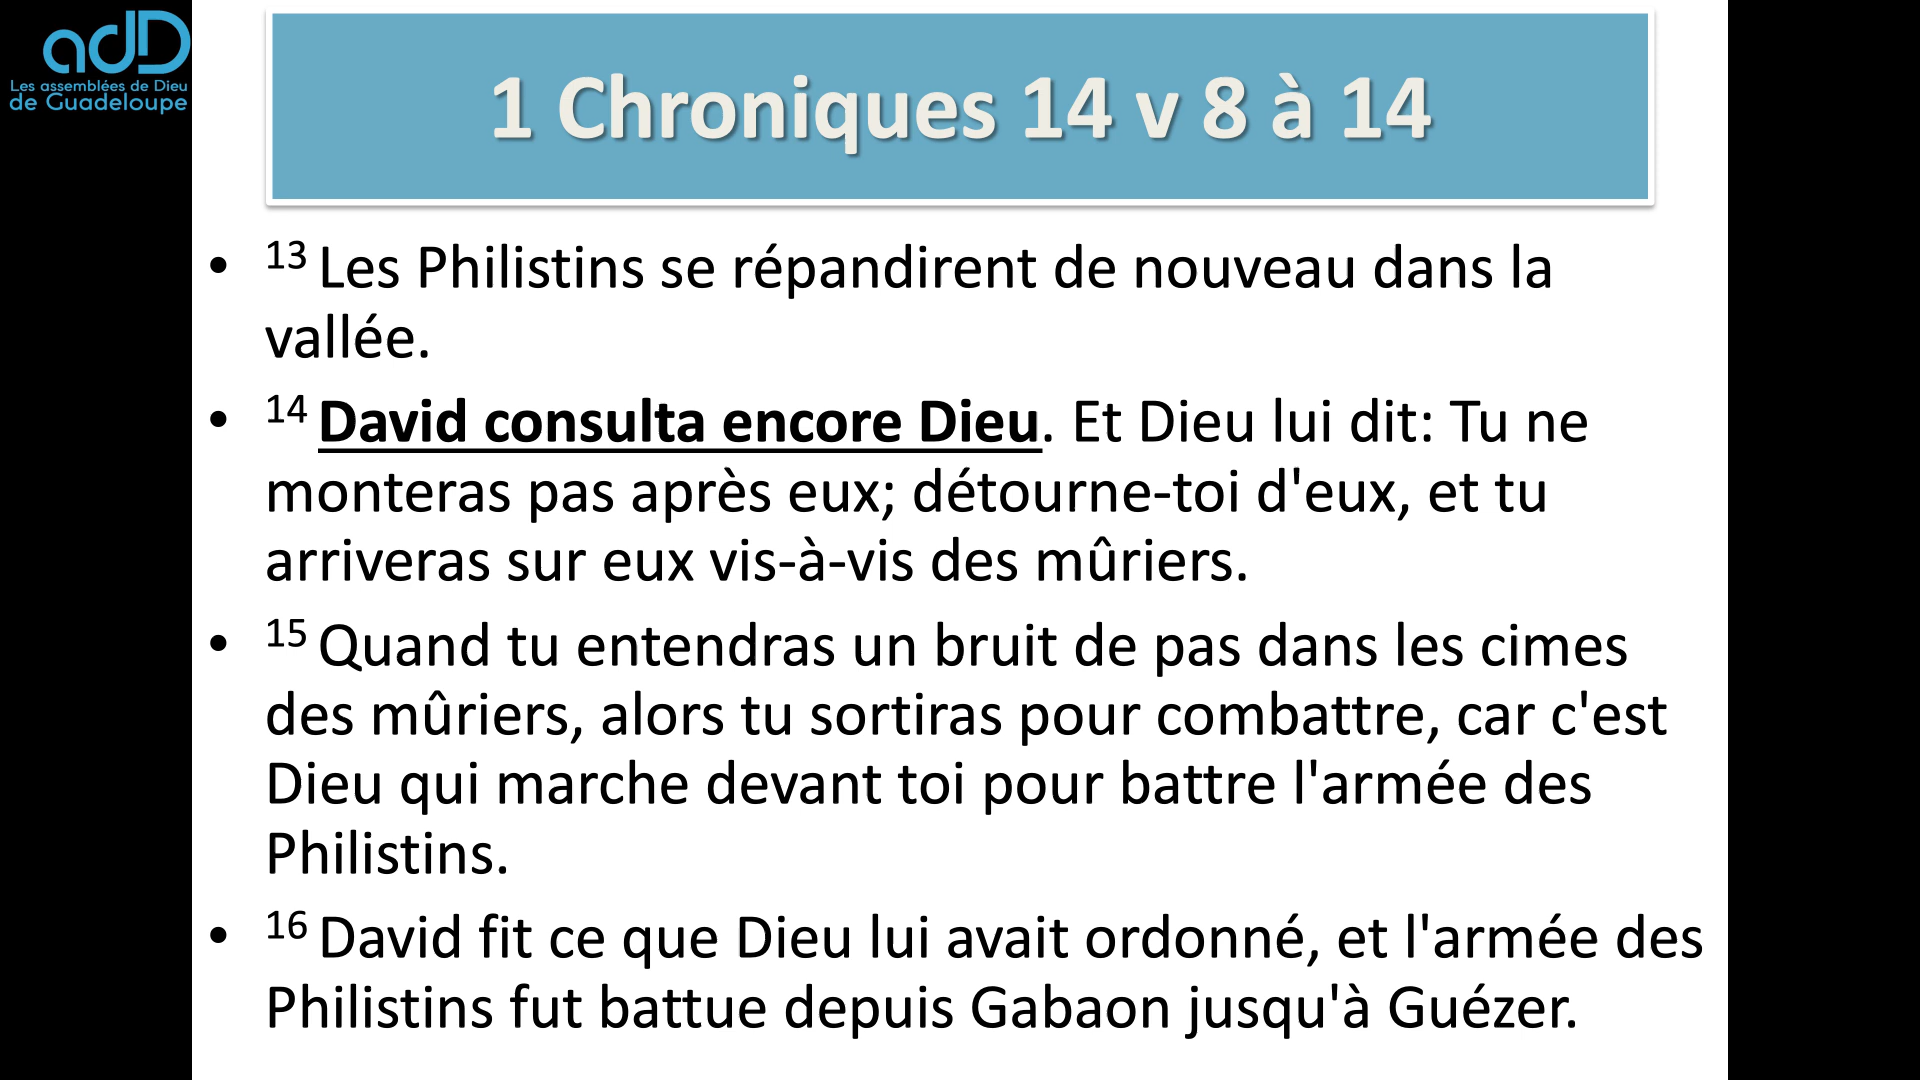 adD
Les assemblées de Dieu
de Guadeloupe
1 Chroniques 14 v 8 à 14
• 13 Les Philistins se répandirent de nouveau dans la
vallée.
• 14 David consulta encore Dieu. Et Dieu lui dit: Tu ne
monteras pas après eux; détourne-toi d'eux, et tu
arriveras sur eux vis-à-vis des mûriers.
• 15 Quand tu entendras un bruit de pas dans les cimes
des mûriers, alors tu sortiras pour combattre, car c'est
Dieu qui marche devant toi pour battre l'armée des
Philistins.
• 16 David fit ce que Dieu lui avait ordonné, et l'armée des
Philistins fut battue depuis Gabaon jusqu'à Guézer.